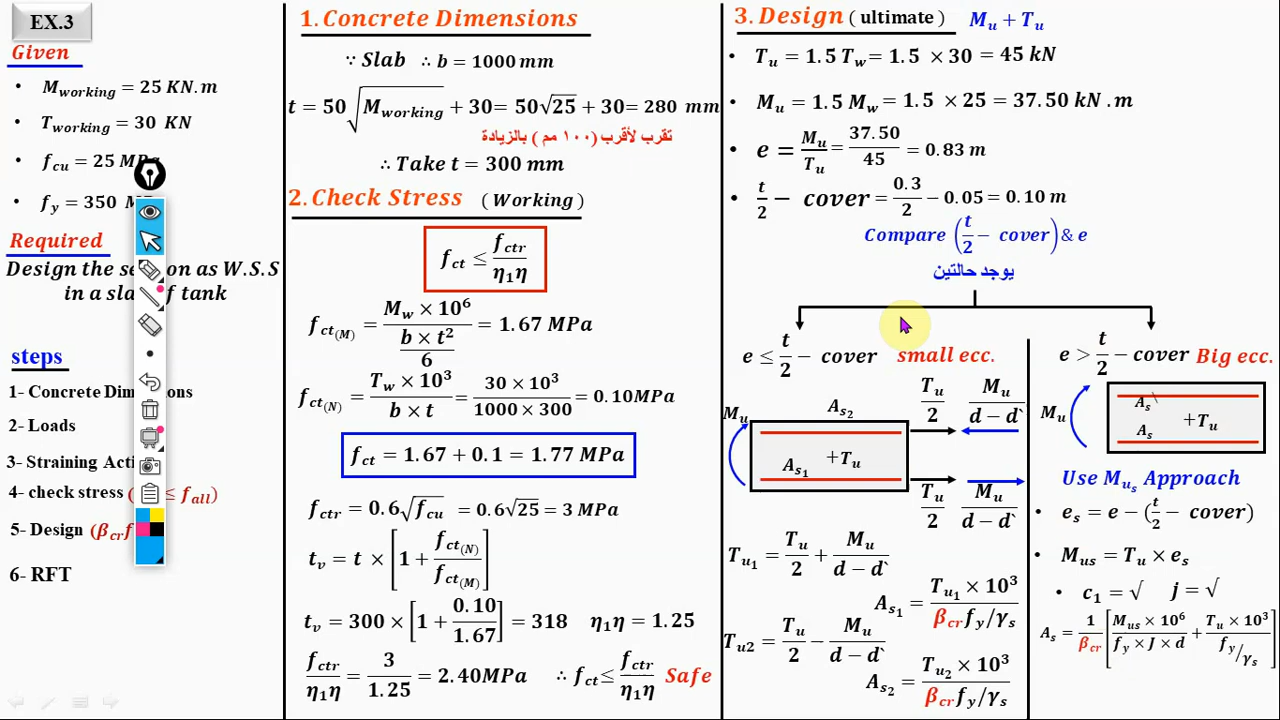 EX.3
Given
• M_working = 25 KN.m
• T_working = 30 KN
• f_cu = 25 MPa
• f_y = 350
Required
Design the section as W.S.S
in a slab of tank
steps
1- Concrete Dimensions
2- Loads
3- Straining Acti
4- check stress ( ≤ f_all)
5- Design (β_cr f
6- RFT
1. Concrete Dimensions
∵ Slab ∴ b = 1000 mm
t = 50√M_working + 30 = 50√25 + 30 = 280 mm
تقرب لأقرب (١٠٠ مم ) بالزيادة
∴ Take t = 300 mm
2. Check Stress ( Working )
f_ct ≤ f_ctr / η₁η
f_ct(M) = M_w × 10⁶ / (b × t² / 6) = 1.67 MPa
f_ct(N) = T_w × 10³ / (b × t) = 30 × 10³ / (1000 × 300) = 0.10MPa
f_ct = 1.67 + 0.1 = 1.77 MPa
f_ctr = 0.6√f_cu = 0.6√25 = 3 MPa
t_v = t × [1 + f_ct(N) / f_ct(M)]
t_v = 300 × [1 + 0.10 / 1.67] = 318 η₁η = 1.25
f_ctr / η₁η = 3 / 1.25 = 2.40MPa ∴ f_ct ≤ f_ctr / η₁η Safe
3. Design ( ultimate ) M_u + T_u
• T_u = 1.5 T_w = 1.5 × 30 = 45 kN
• M_u = 1.5 M_w = 1.5 × 25 = 37.50 kN .m
• e = M_u / T_u = 37.50 / 45 = 0.83 m
• t/2 − cover = 0.3 / 2 − 0.05 = 0.10 m
Compare (t/2 − cover) & e
يوجد حالتين
e ≤ t/2 − cover small ecc.
M_u A_s2 T_u / 2 M_u / d − d`
A_s1 +T_u
T_u / 2 M_u / d − d`
T_u1 = T_u / 2 + M_u / d − d`
A_s1 = T_u1 × 10³ / β_cr f_y/γ_s
T_u2 = T_u / 2 − M_u / d − d`
A_s2 = T_u2 × 10³ / β_cr f_y/γ_s
e > t/2 − cover Big ecc.
M_u A_s\
A_s +T_u
Use M_us Approach
• e_s = e − (t/2 − cover)
• M_us = T_u × e_s
• c₁ = √ j = √
A_s = 1 / β_cr [M_us × 10⁶ / f_y × J × d + T_u × 10³ / f_y/γ_s]